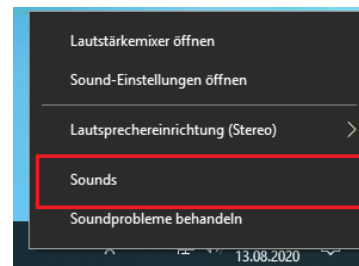 Lautstärkemixer öffnen
Sound-Einstellungen öffnen
Lautsprechereinrichtung (Stereo)
Sounds
Soundprobleme behandeln
13.08.2020